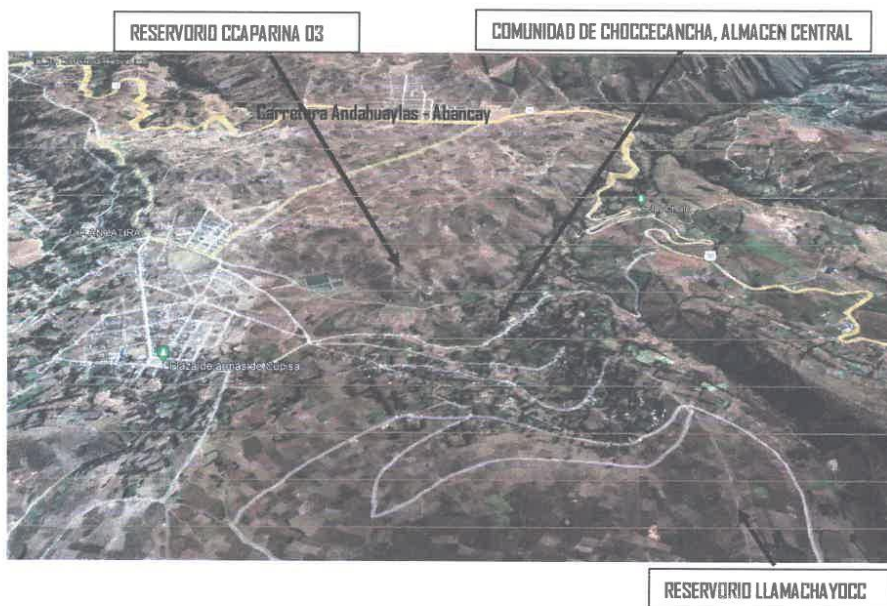 RESERVORIO CCAPARINA 03
COMUNIDAD DE CHOCCECANCHA, ALMACEN CENTRAL
Carretera Andahuaylas - Abancay
Plaza de armas de Cupisa
RESERVORIO LLAMACHAYOCC